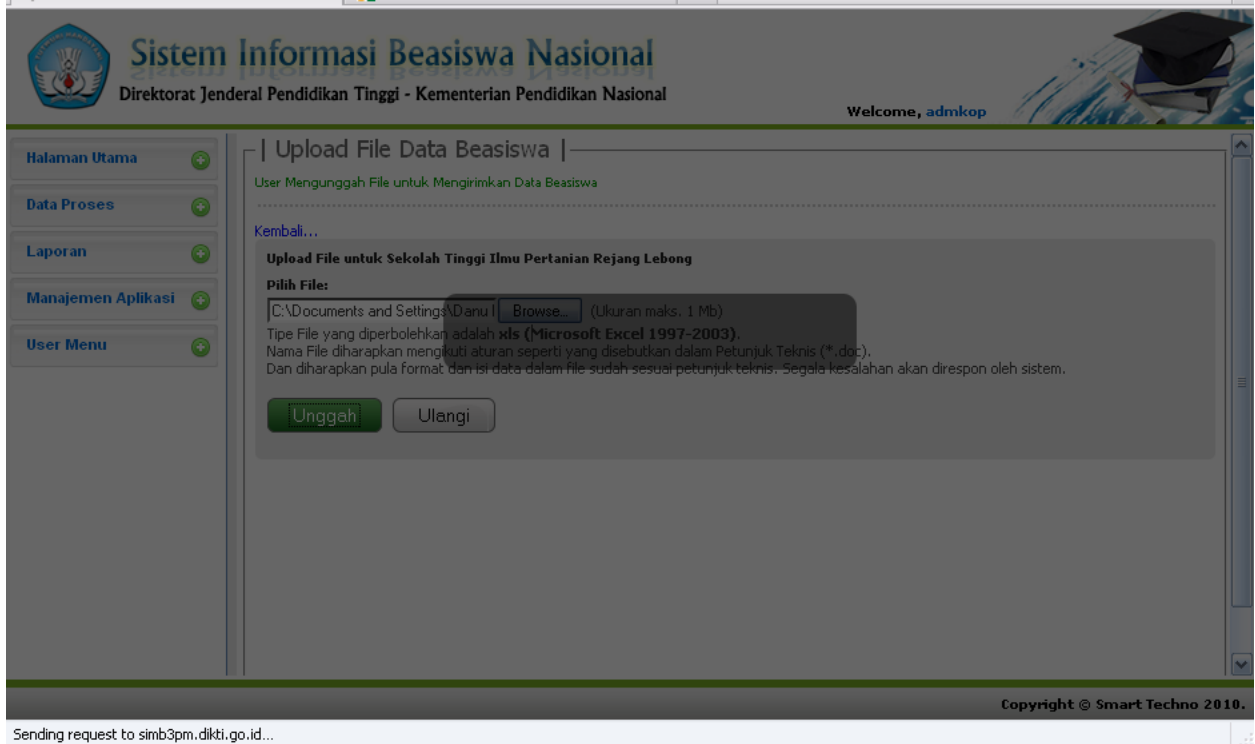 Sistem Informasi Beasiswa Nasional
Direktorat Jenderal Pendidikan Tinggi - Kementerian Pendidikan Nasional
Welcome, admkop
Halaman Utama
Data Proses
Laporan
Manajemen Aplikasi
User Menu
| Upload File Data Beasiswa |
User Mengunggah File untuk Mengirimkan Data Beasiswa
Kembali...
Upload File untuk Sekolah Tinggi Ilmu Pertanian Rejang Lebong
Pilih File:
C:\Documents and Settings\Danu I Browse... (Ukuran maks. 1 Mb)
Tipe File yang diperbolehkan adalah xls (Microsoft Excel 1997-2003).
Nama File diharapkan mengikuti aturan seperti yang disebutkan dalam Petunjuk Teknis (*.doc).
Dan diharapkan pula format dan isi data dalam file sudah sesuai petunjuk teknis. Segala kesalahan akan direspon oleh sistem.
Unggah Ulangi
Copyright © Smart Techno 2010.
Sending request to simb3pm.dikti.go.id...